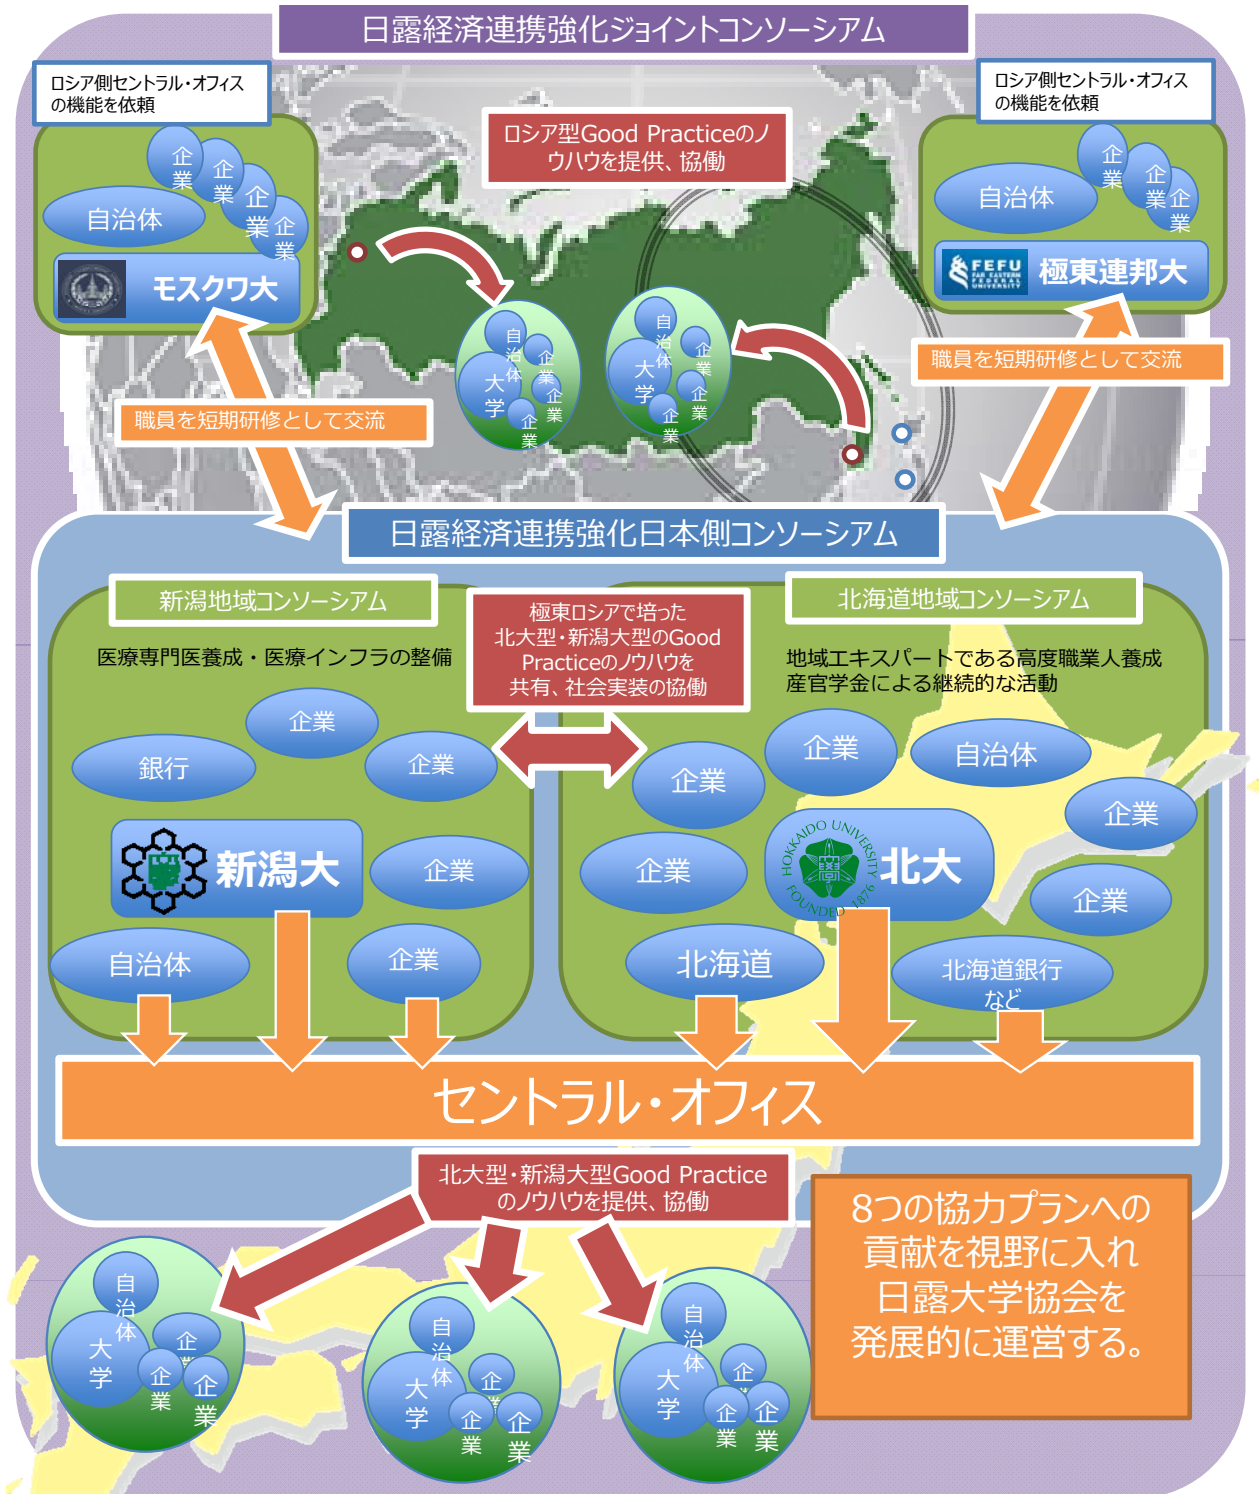 日露経済連携強化ジョイントコンソーシアム
ロシア側セントラル・オフィス
の機能を依頼
ロシア側セントラル・オフィス
の機能を依頼
ロシア型Good Practiceのノ
ウハウを提供、協働
企業
企業
企業
企業
自治体
モスクワ大
企業
企業
企業
自治体
FEFU
FAR EASTERN
FEDERAL
UNIVERSITY
極東連邦大
自治体
大学
企業
企業
企業
自治体
大学
企業
企業
企業
職員を短期研修として交流
職員を短期研修として交流
日露経済連携強化日本側コンソーシアム
新潟地域コンソーシアム
医療専門医養成・医療インフラの整備
極東ロシアで培った
北大型・新潟大型のGood
Practiceのノウハウを
共有、社会実装の協働
北海道地域コンソーシアム
地域エキスパートである高度職業人養成
産官学金による継続的な活動
企業
銀行
企業
新潟大
企業
自治体
企業
企業
自治体
企業
企業
企業
HOKKAIDO UNIVERSITY
FOUNDED 1876
北大
企業
北海道
北海道銀行
など
セントラル・オフィス
北大型・新潟大型Good Practice
のノウハウを提供、協働
8つの協力プランへの
貢献を視野に入れ
日露大学協会を
発展的に運営する。
自治体
大学
企業
企業
企業
自治体
大学
企業
企業
企業
自治体
大学
企業
企業
企業